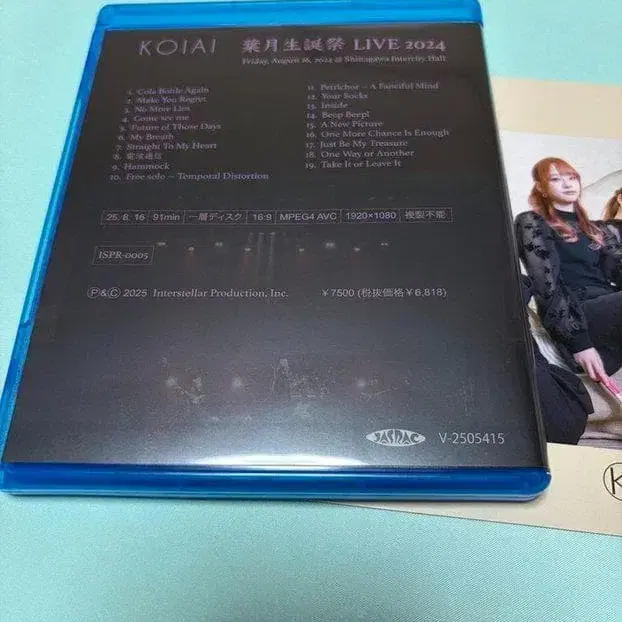 KOIAI 葉月生誕祭 LIVE 2024
Friday, August 16, 2024 @ Shinagawa Intercity Hall
1. Cola Bottle Again
2. Make You Regret
3. No More Lies
4. Come see me
5. Future of Those Days
6. My Breath
7. Straight To My Heart
8.
9. Hammock
10. Free solo – Temporal Distortion
11. Petrichor – A Fanciful Mind
12. Your Socks
13. Inside
14. Beep Beep!
15. A New Picture
16. One More Chance is Enough
17. Just Be My Treasure
18. One Way or Another
19. Take It or Leave It
25. 8. 16 91min 一層ディスク 16:9 MPEG4 AVC 1920×1080 複製不能
ISPR-0005
Ⓟ&Ⓒ 2025 Interstellar Production, Inc. ￥7500 (税抜価格￥6,818)
JASRAC V-2505415
K